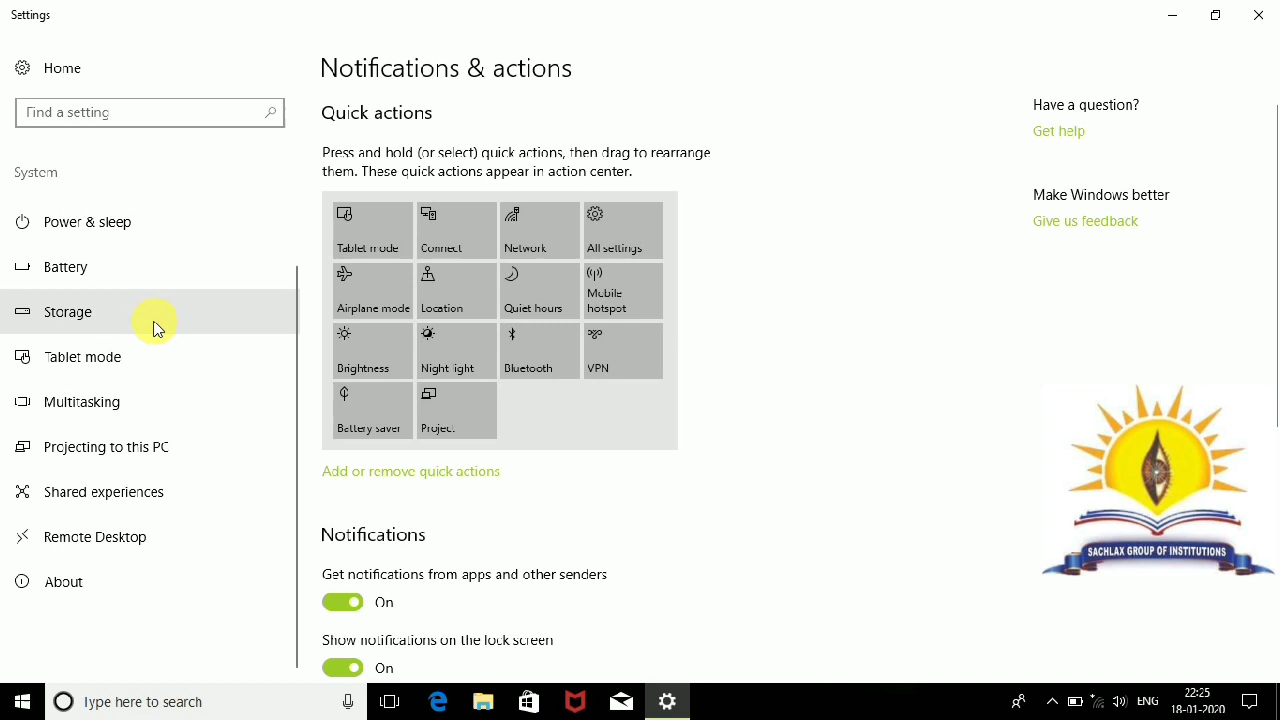 Settings
Home
Find a setting
System
Power & sleep
Battery
Storage
Tablet mode
Multitasking
Projecting to this PC
Shared experiences
Remote Desktop
About
Notifications & actions
Quick actions
Press and hold (or select) quick actions, then drag to rearrange
them. These quick actions appear in action center.
Tablet mode
Connect
Network
All settings
Airplane mode
Location
Quiet hours
Mobile
hotspot
Brightness
Night light
Bluetooth
VPN
Battery saver
Project
Add or remove quick actions
Notifications
Get notifications from apps and other senders
On
Show notifications on the lock screen
On
Have a question?
Get help
Make Windows better
Give us feedback
SACHLAX GROUP OF INSTITUTIONS
Type here to search
ENG
22:25
18-01-2020